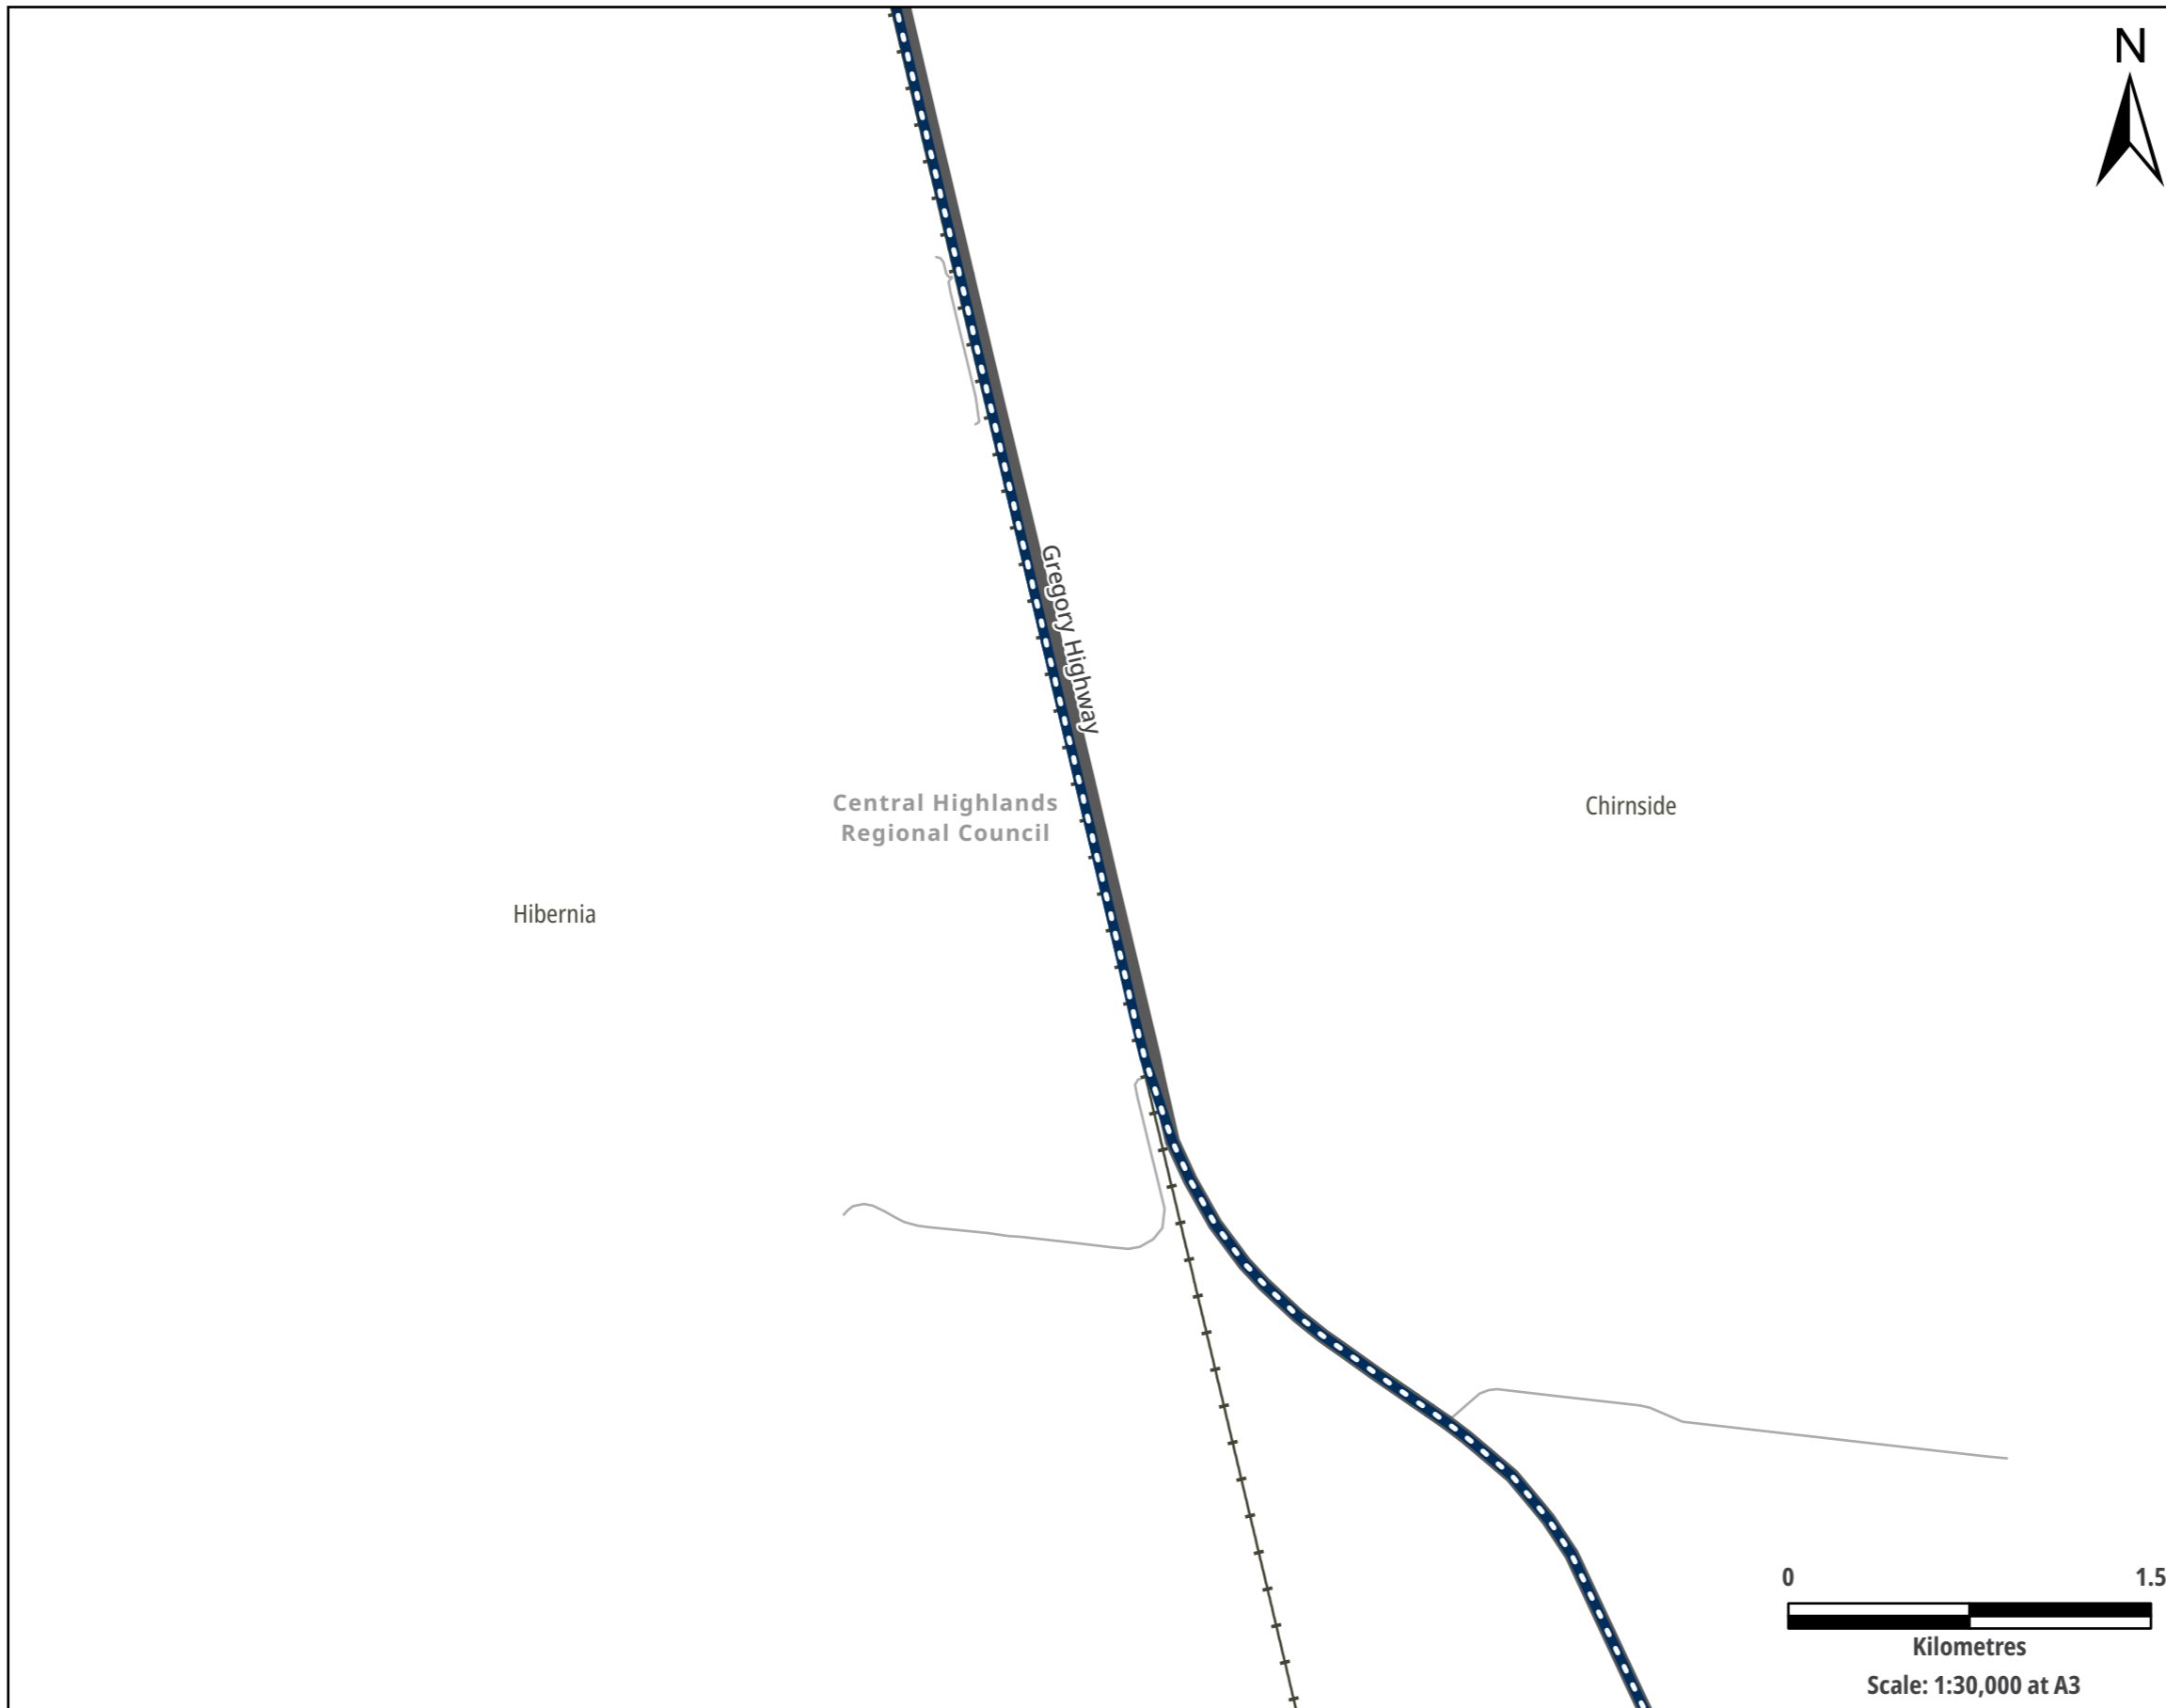 N
Gregory Highway
Central Highlands
Regional Council
Chirnside
Hibernia
0 1.5
Kilometres
Scale: 1:30,000 at A3